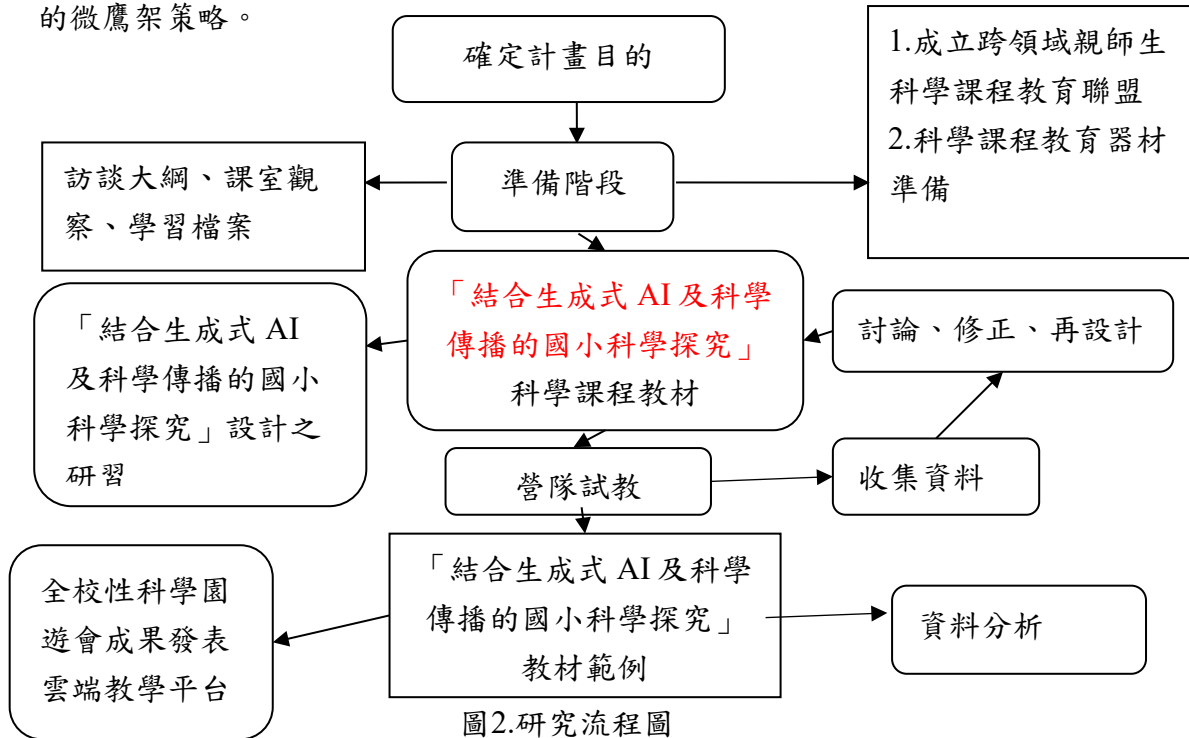 的微鷹架策略。
確定計畫目的
1.成立跨領域親師生
科學課程教育聯盟
2.科學課程教育器材
準備
訪談大綱、課室觀
察、學習檔案
準備階段
「結合生成式 AI 及科學
傳播的國小科學探究」
科學課程教材
「結合生成式 AI
及科學傳播的國小
科學探究」設計之
研習
討論、修正、再設計
營隊試教
收集資料
全校性科學園
遊會成果發表
雲端教學平台
「結合生成式 AI 及科學
傳播的國小科學探究」
教材範例
資料分析
圖2.研究流程圖